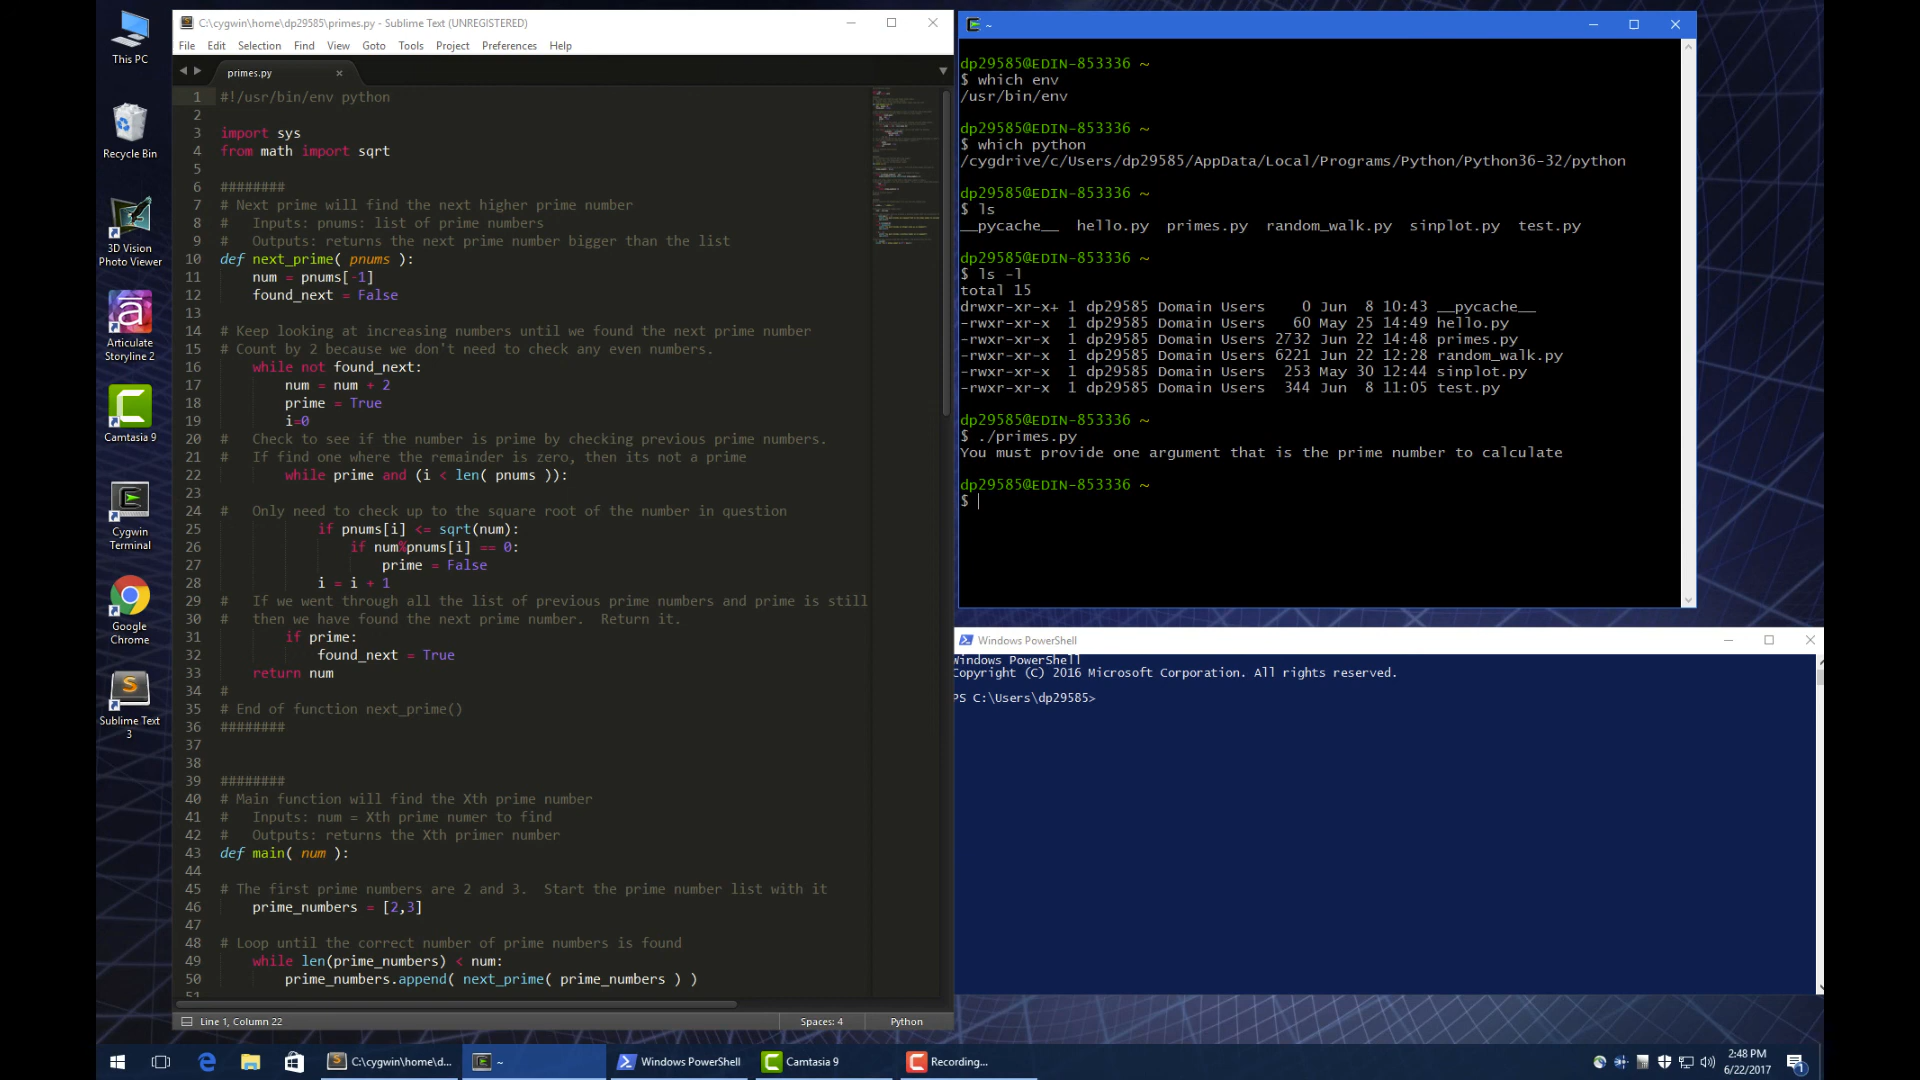 This PC
Recycle Bin
3D Vision
Photo Viewer
Articulate
Storyline 2
Camtasia 9
Cygwin
Terminal
Google
Chrome
Sublime Text
3
C:\cygwin\home\dp29585\primes.py - Sublime Text (UNREGISTERED)
File Edit Selection Find View Goto Tools Project Preferences Help
primes.py
1 #!/usr/bin/env python
2
3 import sys
4 from math import sqrt
5
6 ########
7 # Next prime will find the next higher prime number
8 #   Inputs: pnums: list of prime numbers
9 #   Outputs: returns the next prime number bigger than the list
10 def next_prime( pnums ):
11     num = pnums[-1]
12     found_next = False
13
14 # Keep looking at increasing numbers until we found the next prime number
15 # Count by 2 because we don't need to check any even numbers.
16     while not found_next:
17         num = num + 2
18         prime = True
19         i=0
20 #   Check to see if the number is prime by checking previous prime numbers.
21 #   If find one where the remainder is zero, then its not a prime
22         while prime and (i < len( pnums )):
23
24 #   Only need to check up to the square root of the number in question
25             if pnums[i] <= sqrt(num):
26                 if num%pnums[i] == 0:
27                     prime = False
28             i = i + 1
29 #   If we went through all the list of previous prime numbers and prime is still
30 #   then we have found the next prime number.  Return it.
31         if prime:
32             found_next = True
33     return num
34 #
35 # End of function next_prime()
36 ########
37
38
39 ########
40 # Main function will find the Xth prime number
41 #   Inputs: num = Xth prime numer to find
42 #   Outputs: returns the Xth primer number
43 def main( num ):
44
45 # The first prime numbers are 2 and 3.  Start the prime number list with it
46     prime_numbers = [2,3]
47
48 # Loop until the correct number of prime numbers is found
49     while len(prime_numbers) < num:
50         prime_numbers.append( next_prime( prime_numbers ) )
51
Line 1, Column 22 Spaces: 4 Python
~
dp29585@EDIN-853336 ~
$ which env
/usr/bin/env
dp29585@EDIN-853336 ~
$ which python
/cygdrive/c/Users/dp29585/AppData/Local/Programs/Python/Python36-32/python
dp29585@EDIN-853336 ~
$ ls
__pycache__  hello.py  primes.py  random_walk.py  sinplot.py  test.py
dp29585@EDIN-853336 ~
$ ls -l
total 15
drwxr-xr-x+ 1 dp29585 Domain Users    0 Jun  8 10:43 __pycache__
-rwxr-xr-x  1 dp29585 Domain Users   60 May 25 14:49 hello.py
-rwxr-xr-x  1 dp29585 Domain Users 2732 Jun 22 14:48 primes.py
-rwxr-xr-x  1 dp29585 Domain Users 6221 Jun 22 12:28 random_walk.py
-rwxr-xr-x  1 dp29585 Domain Users  253 May 30 12:44 sinplot.py
-rwxr-xr-x  1 dp29585 Domain Users  344 Jun  8 11:05 test.py
dp29585@EDIN-853336 ~
$ ./primes.py
You must provide one argument that is the prime number to calculate
dp29585@EDIN-853336 ~
$
Windows PowerShell
Windows PowerShell
Copyright (C) 2016 Microsoft Corporation. All rights reserved.
PS C:\Users\dp29585>
C:\cygwin\home\d... ~ Windows PowerShell Camtasia 9 Recording...
2:48 PM
6/22/2017
1